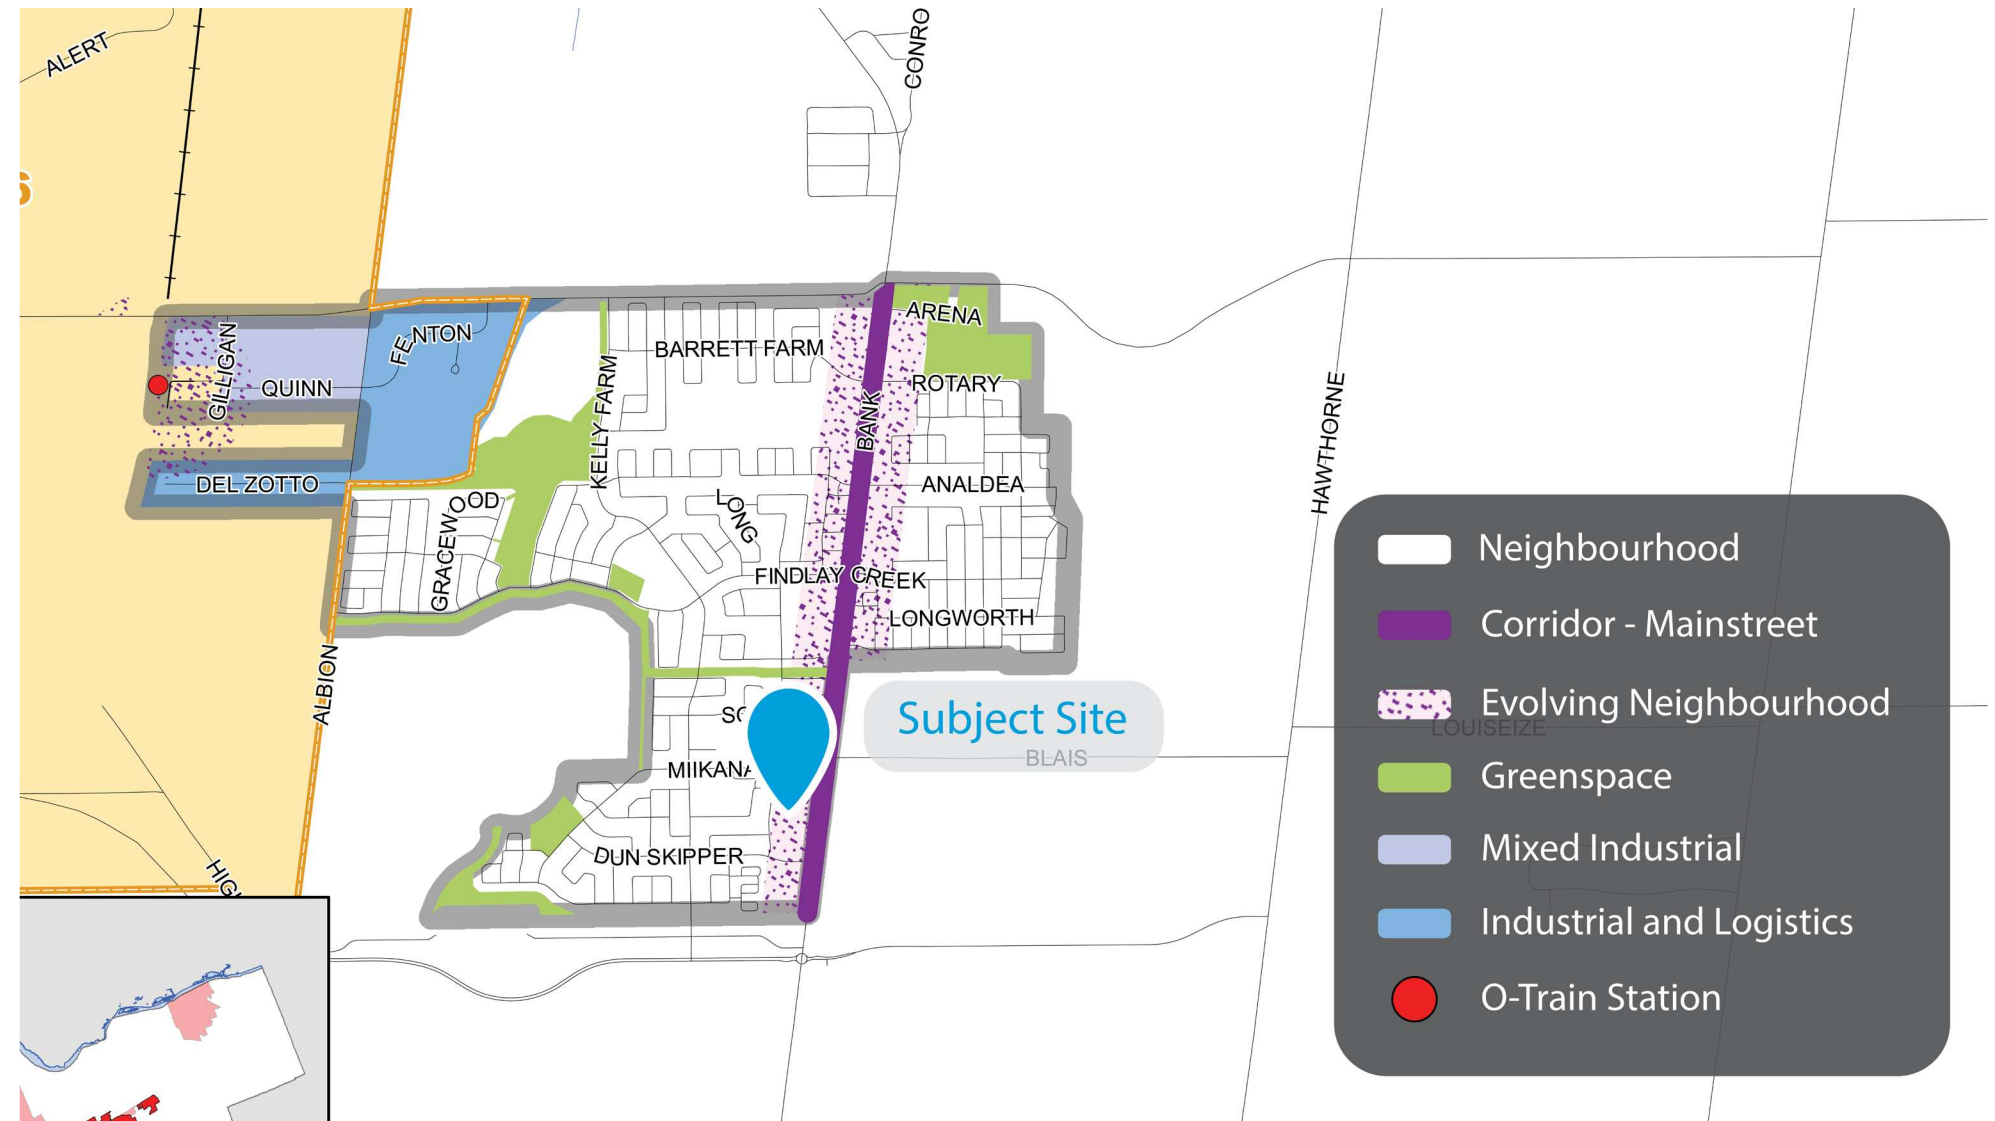 ALERT
CONRO
S
ARENA
GILLIGAN
FENTON
BARRETT FARM
QUINN
ROTARY
KELLY FARM
BANK
HAWTHORNE
DEL ZOTTO
GRACEWOOD
LONG
ANALDEA
FINDLAY CREEK
LONGWORTH
ALBION
SO
Subject Site
BLAIS
MIIKANA
DUN SKIPPER
HIG
Neighbourhood
Corridor - Mainstreet
Evolving Neighbourhood
LOUISEIZE
Greenspace
Mixed Industrial
Industrial and Logistics
O-Train Station